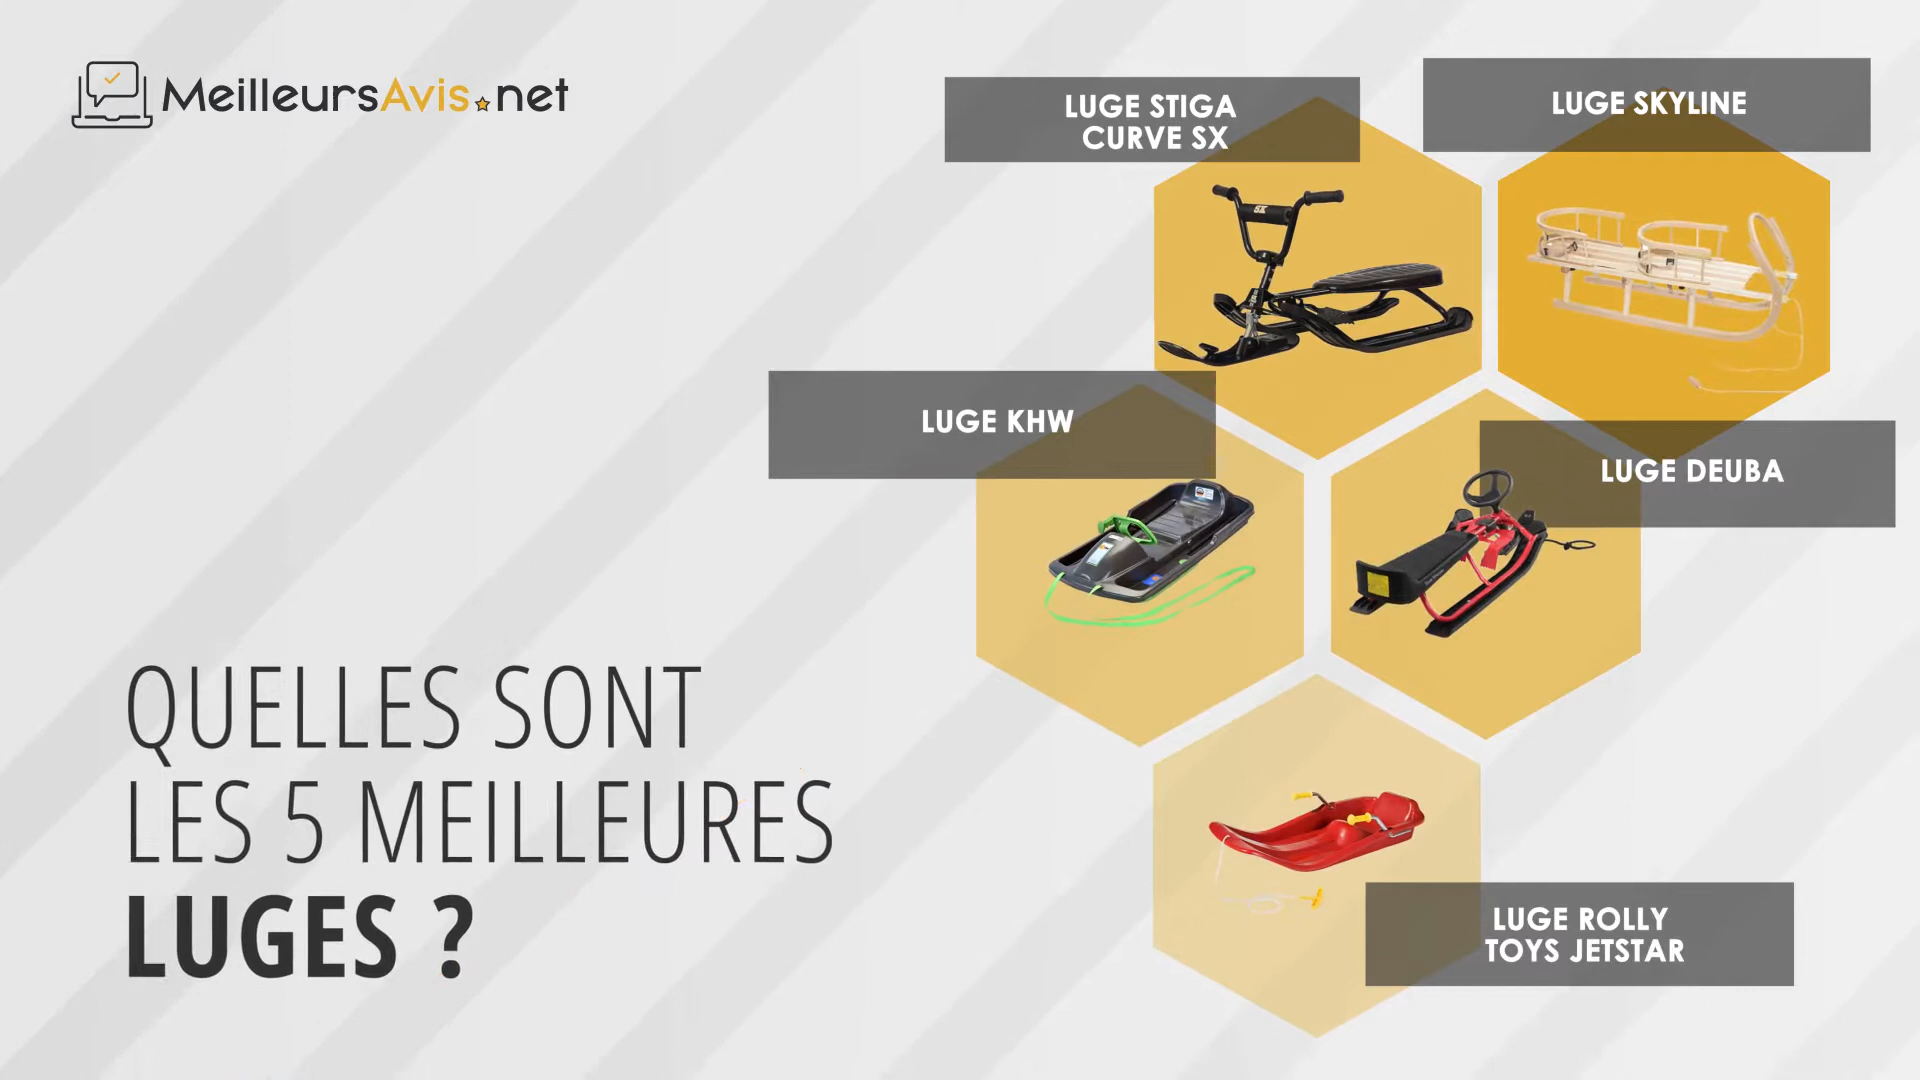 MeilleursAvis.net
LUGE STIGA
CURVE SX
LUGE SKYLINE
SX
LUGE KHW
LUGE DEUBA
QUELLES SONT
LES 5 MEILLEURES
LUGES ?
LUGE ROLLY
TOYS JETSTAR